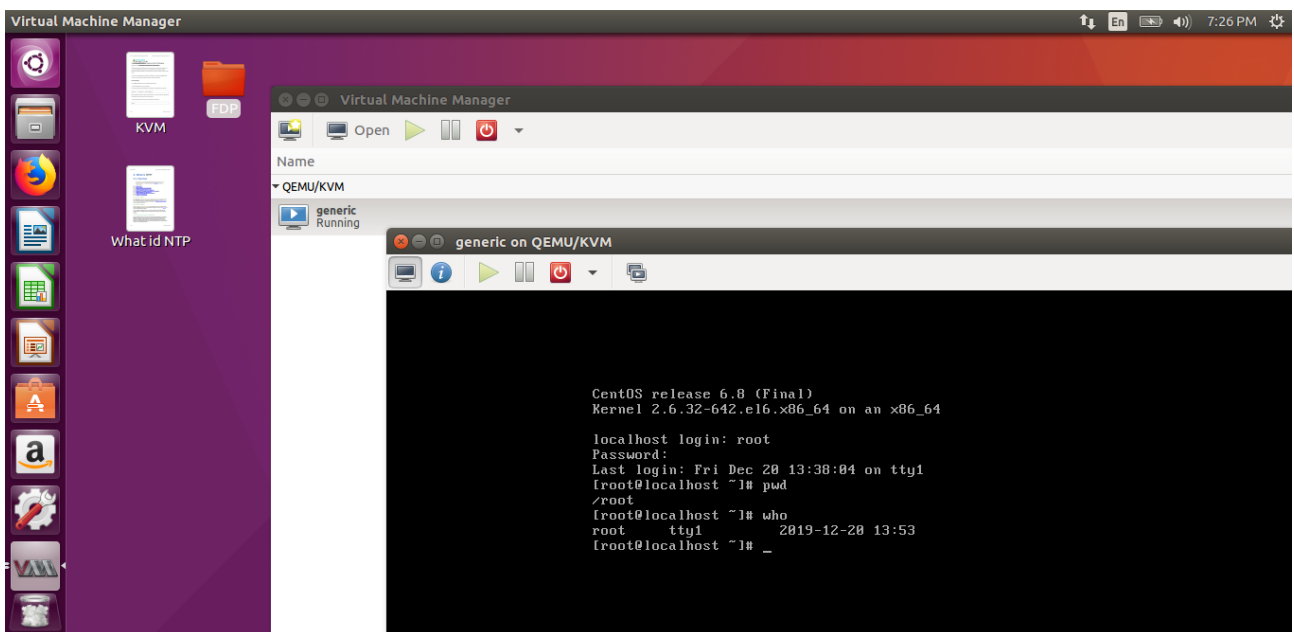 Virtual Machine Manager
En
7:26 PM
KVM
FDP
What id NTP
Virtual Machine Manager
Open
Name
QEMU/KVM
generic
Running
generic on QEMU/KVM
CentOS release 6.8 (Final)
Kernel 2.6.32-642.el6.x86_64 on an x86_64
localhost login: root
Password:
Last login: Fri Dec 20 13:38:04 on tty1
[root@localhost ~]# pwd
/root
[root@localhost ~]# who
root     tty1         2019-12-20 13:53
[root@localhost ~]# _